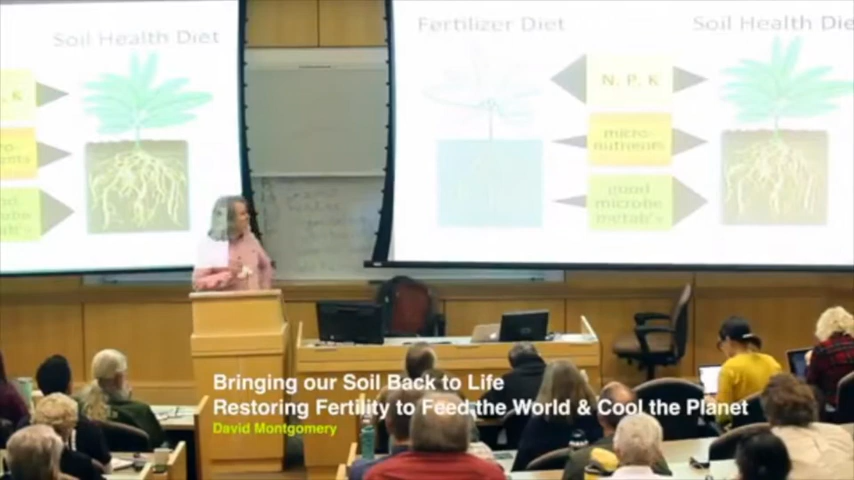 Soil Health Diet
Fertilizer Diet
Soil Health Die
, K
N, P, K
micro-
nutrients
good
microbe
metab's
Bringing our Soil Back to Life
Restoring Fertility to Feed the World & Cool the Planet
David Montgomery